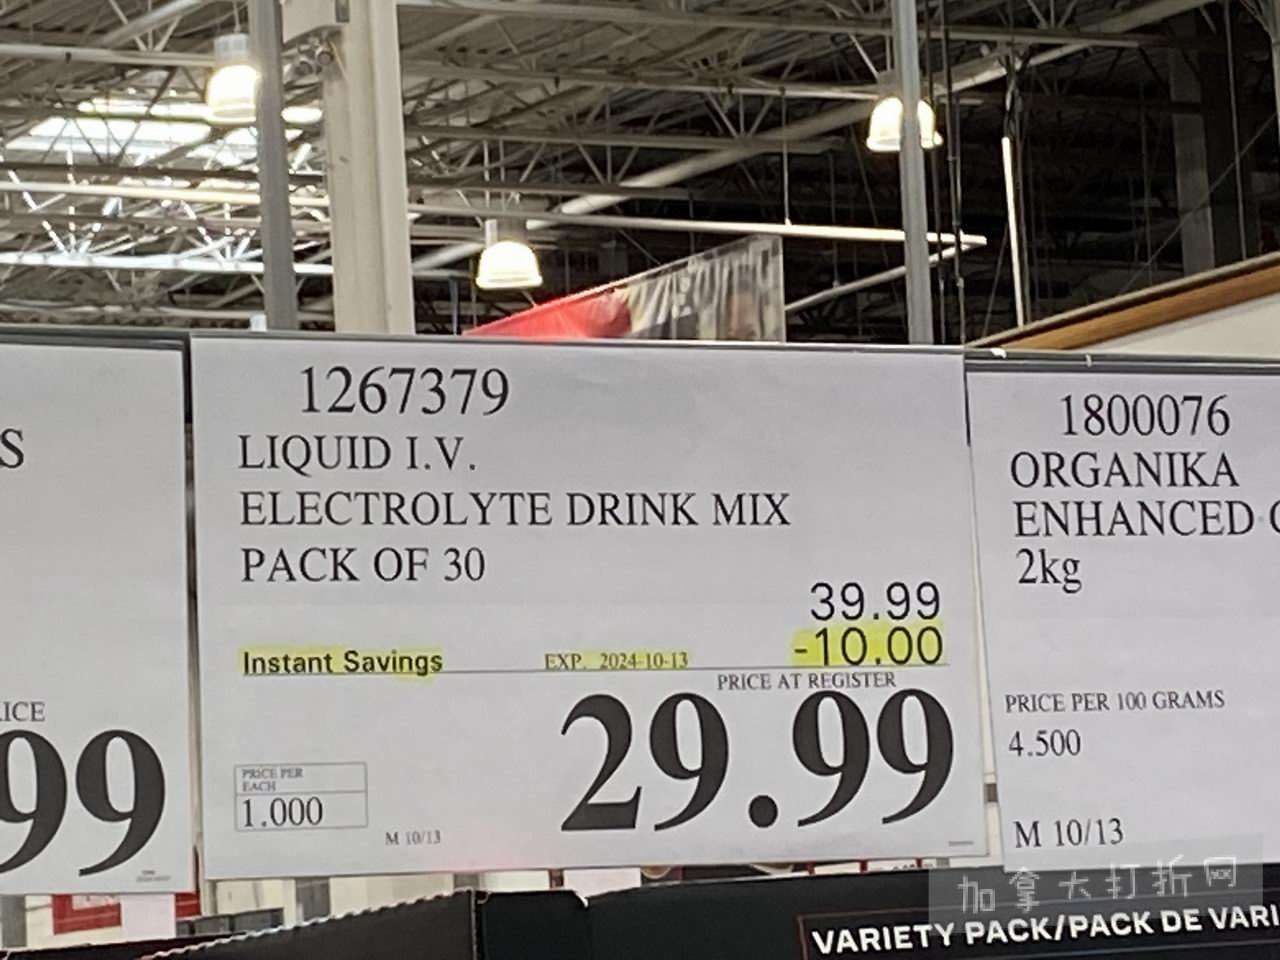 S
ICE
99
1267379
LIQUID I.V.
ELECTROLYTE DRINK MIX
PACK OF 30
39.99
Instant Savings EXP. 2024-10-13 -10.00
PRICE AT REGISTER
29.99
PRICE PER
EACH
1.000
M 10/13
1800076
ORGANIKA
ENHANCED
2kg
PRICE PER 100 GRAMS
4.500
M 10/13
加拿大打折网
VARIETY PACK/PACK DE VARI